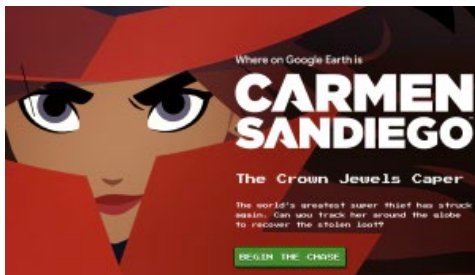 Where on Google Earth is
CARMEN
SANDIEGO
The Crown Jewels Caper
The world's greatest super thief has struck
again. Can you track her around the globe
to recover the stolen loot?
BEGIN THE CHASE